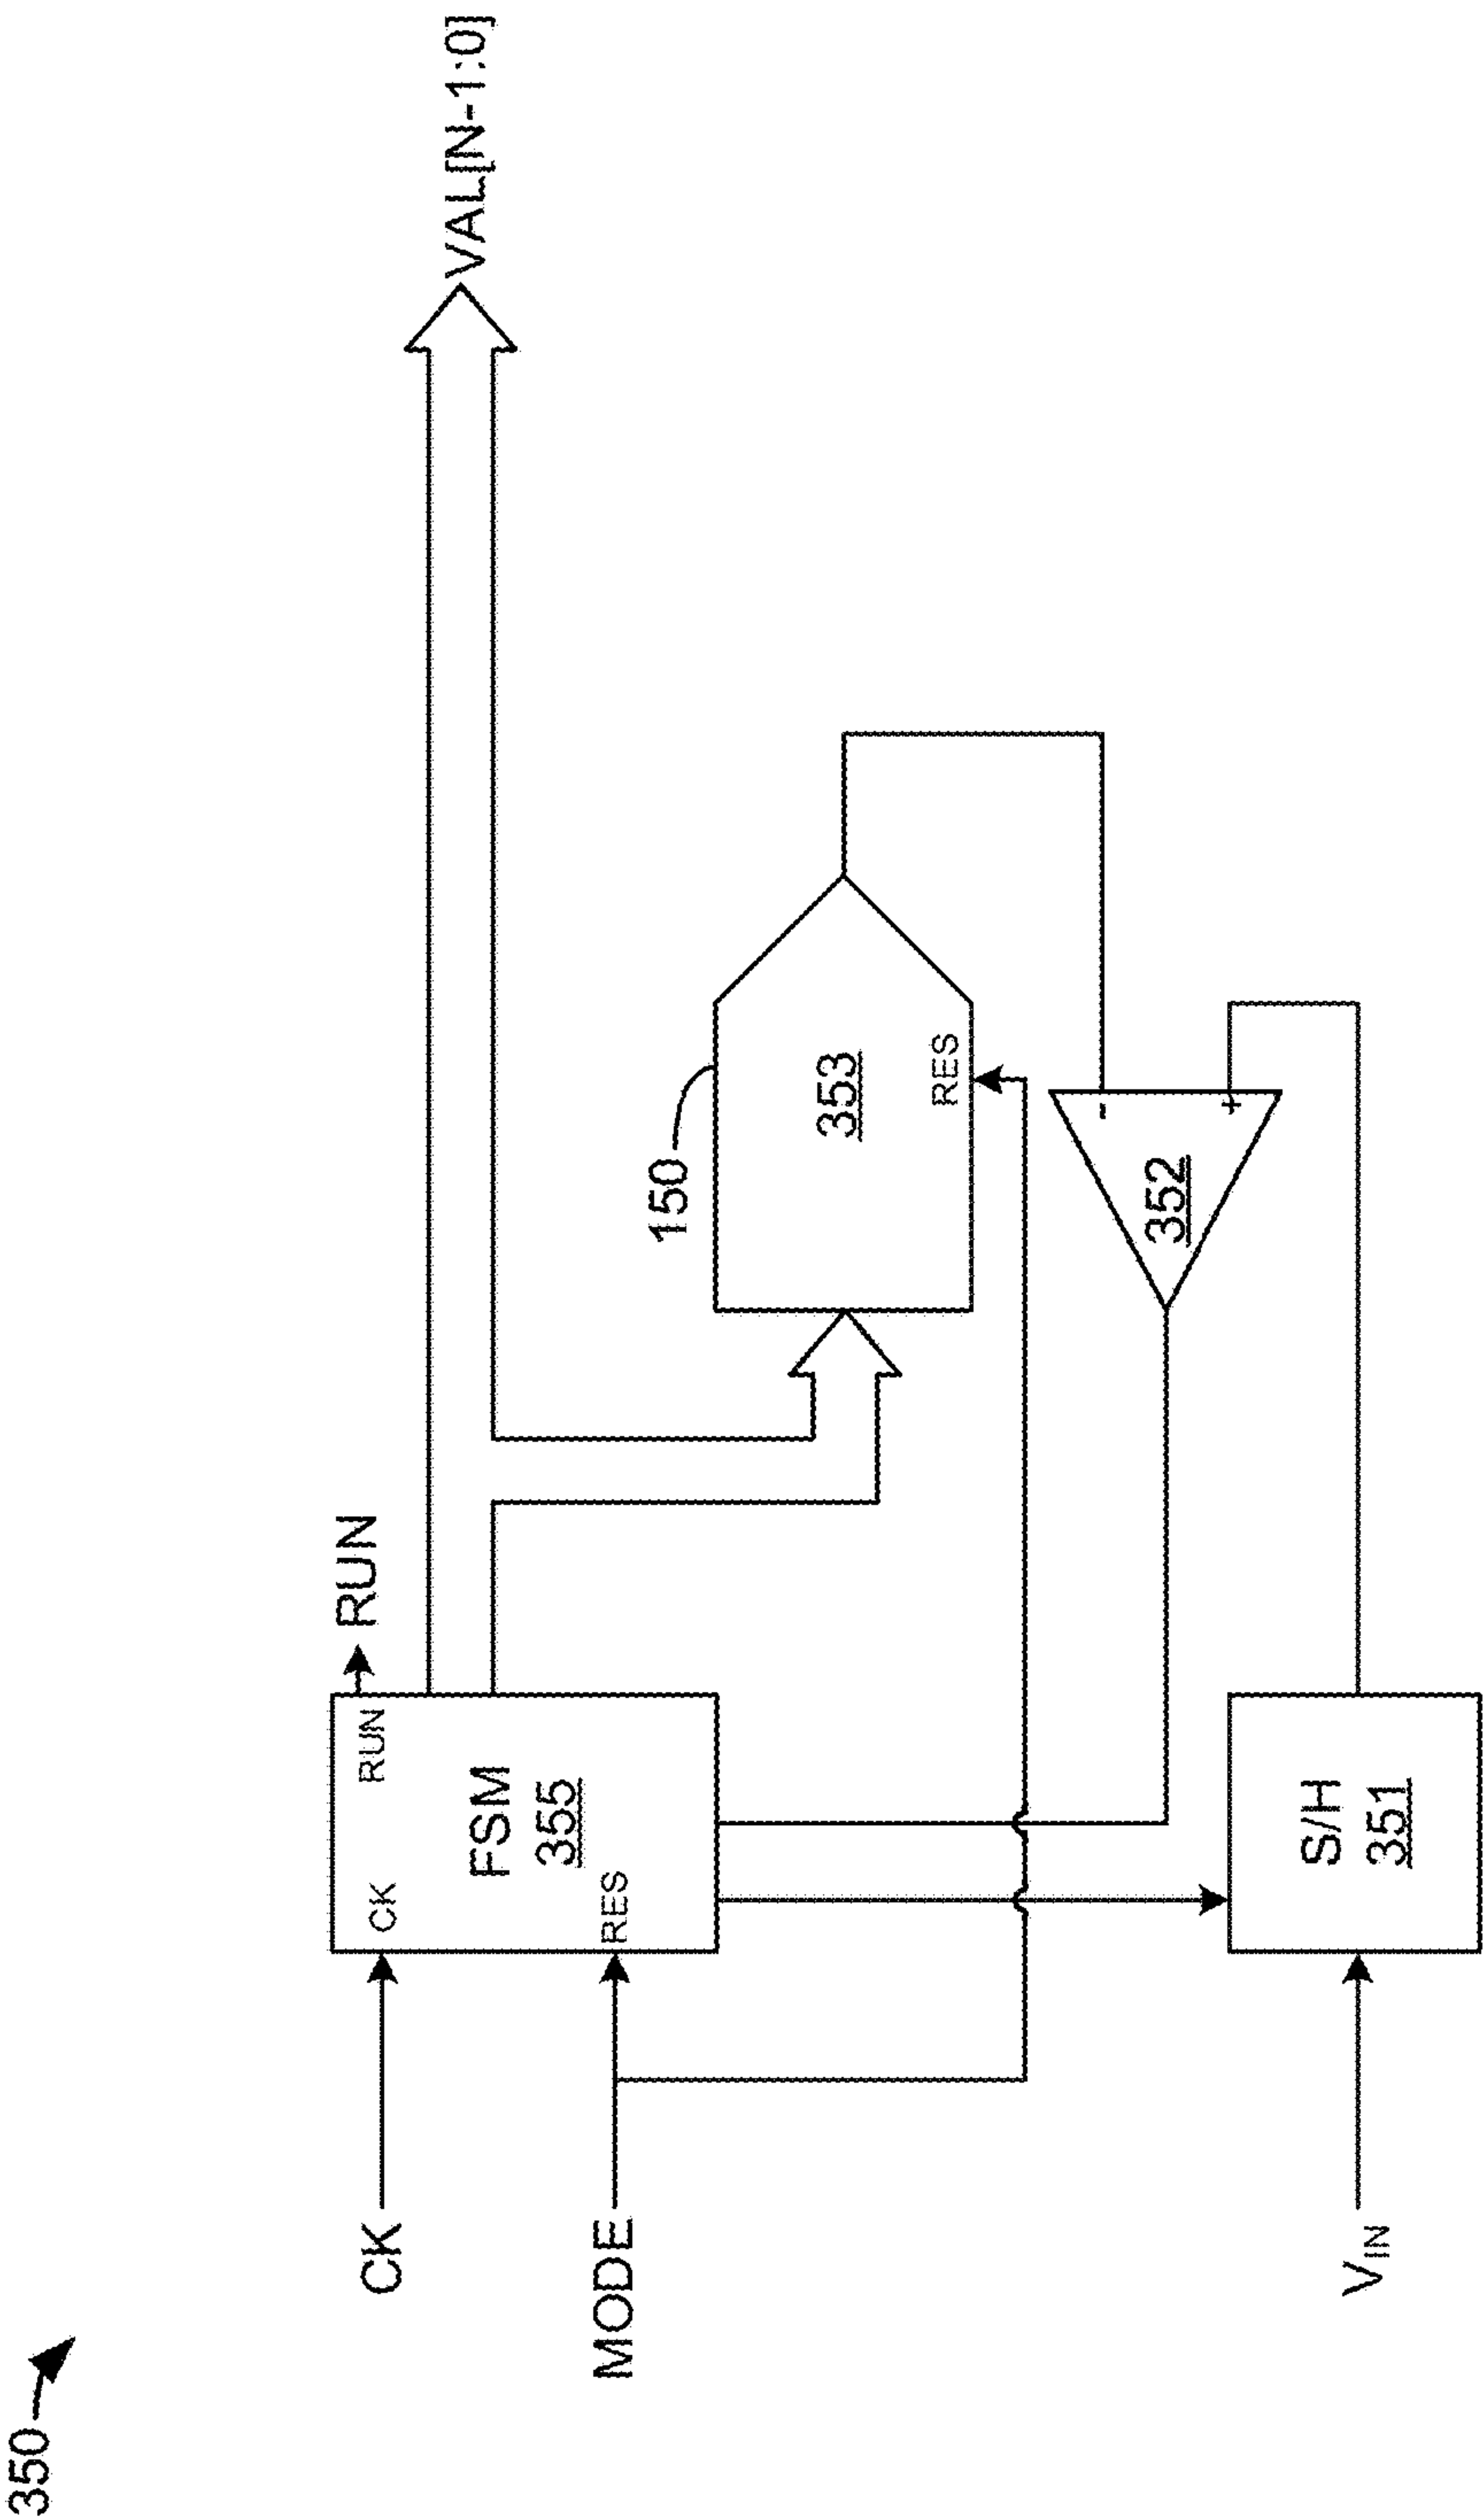 350
CK
MODE
V_IN
CK
RUN
FSM
355
RES
RUN
VAL[N-1:0]
150
353
RES
352
-
+
S/H
351